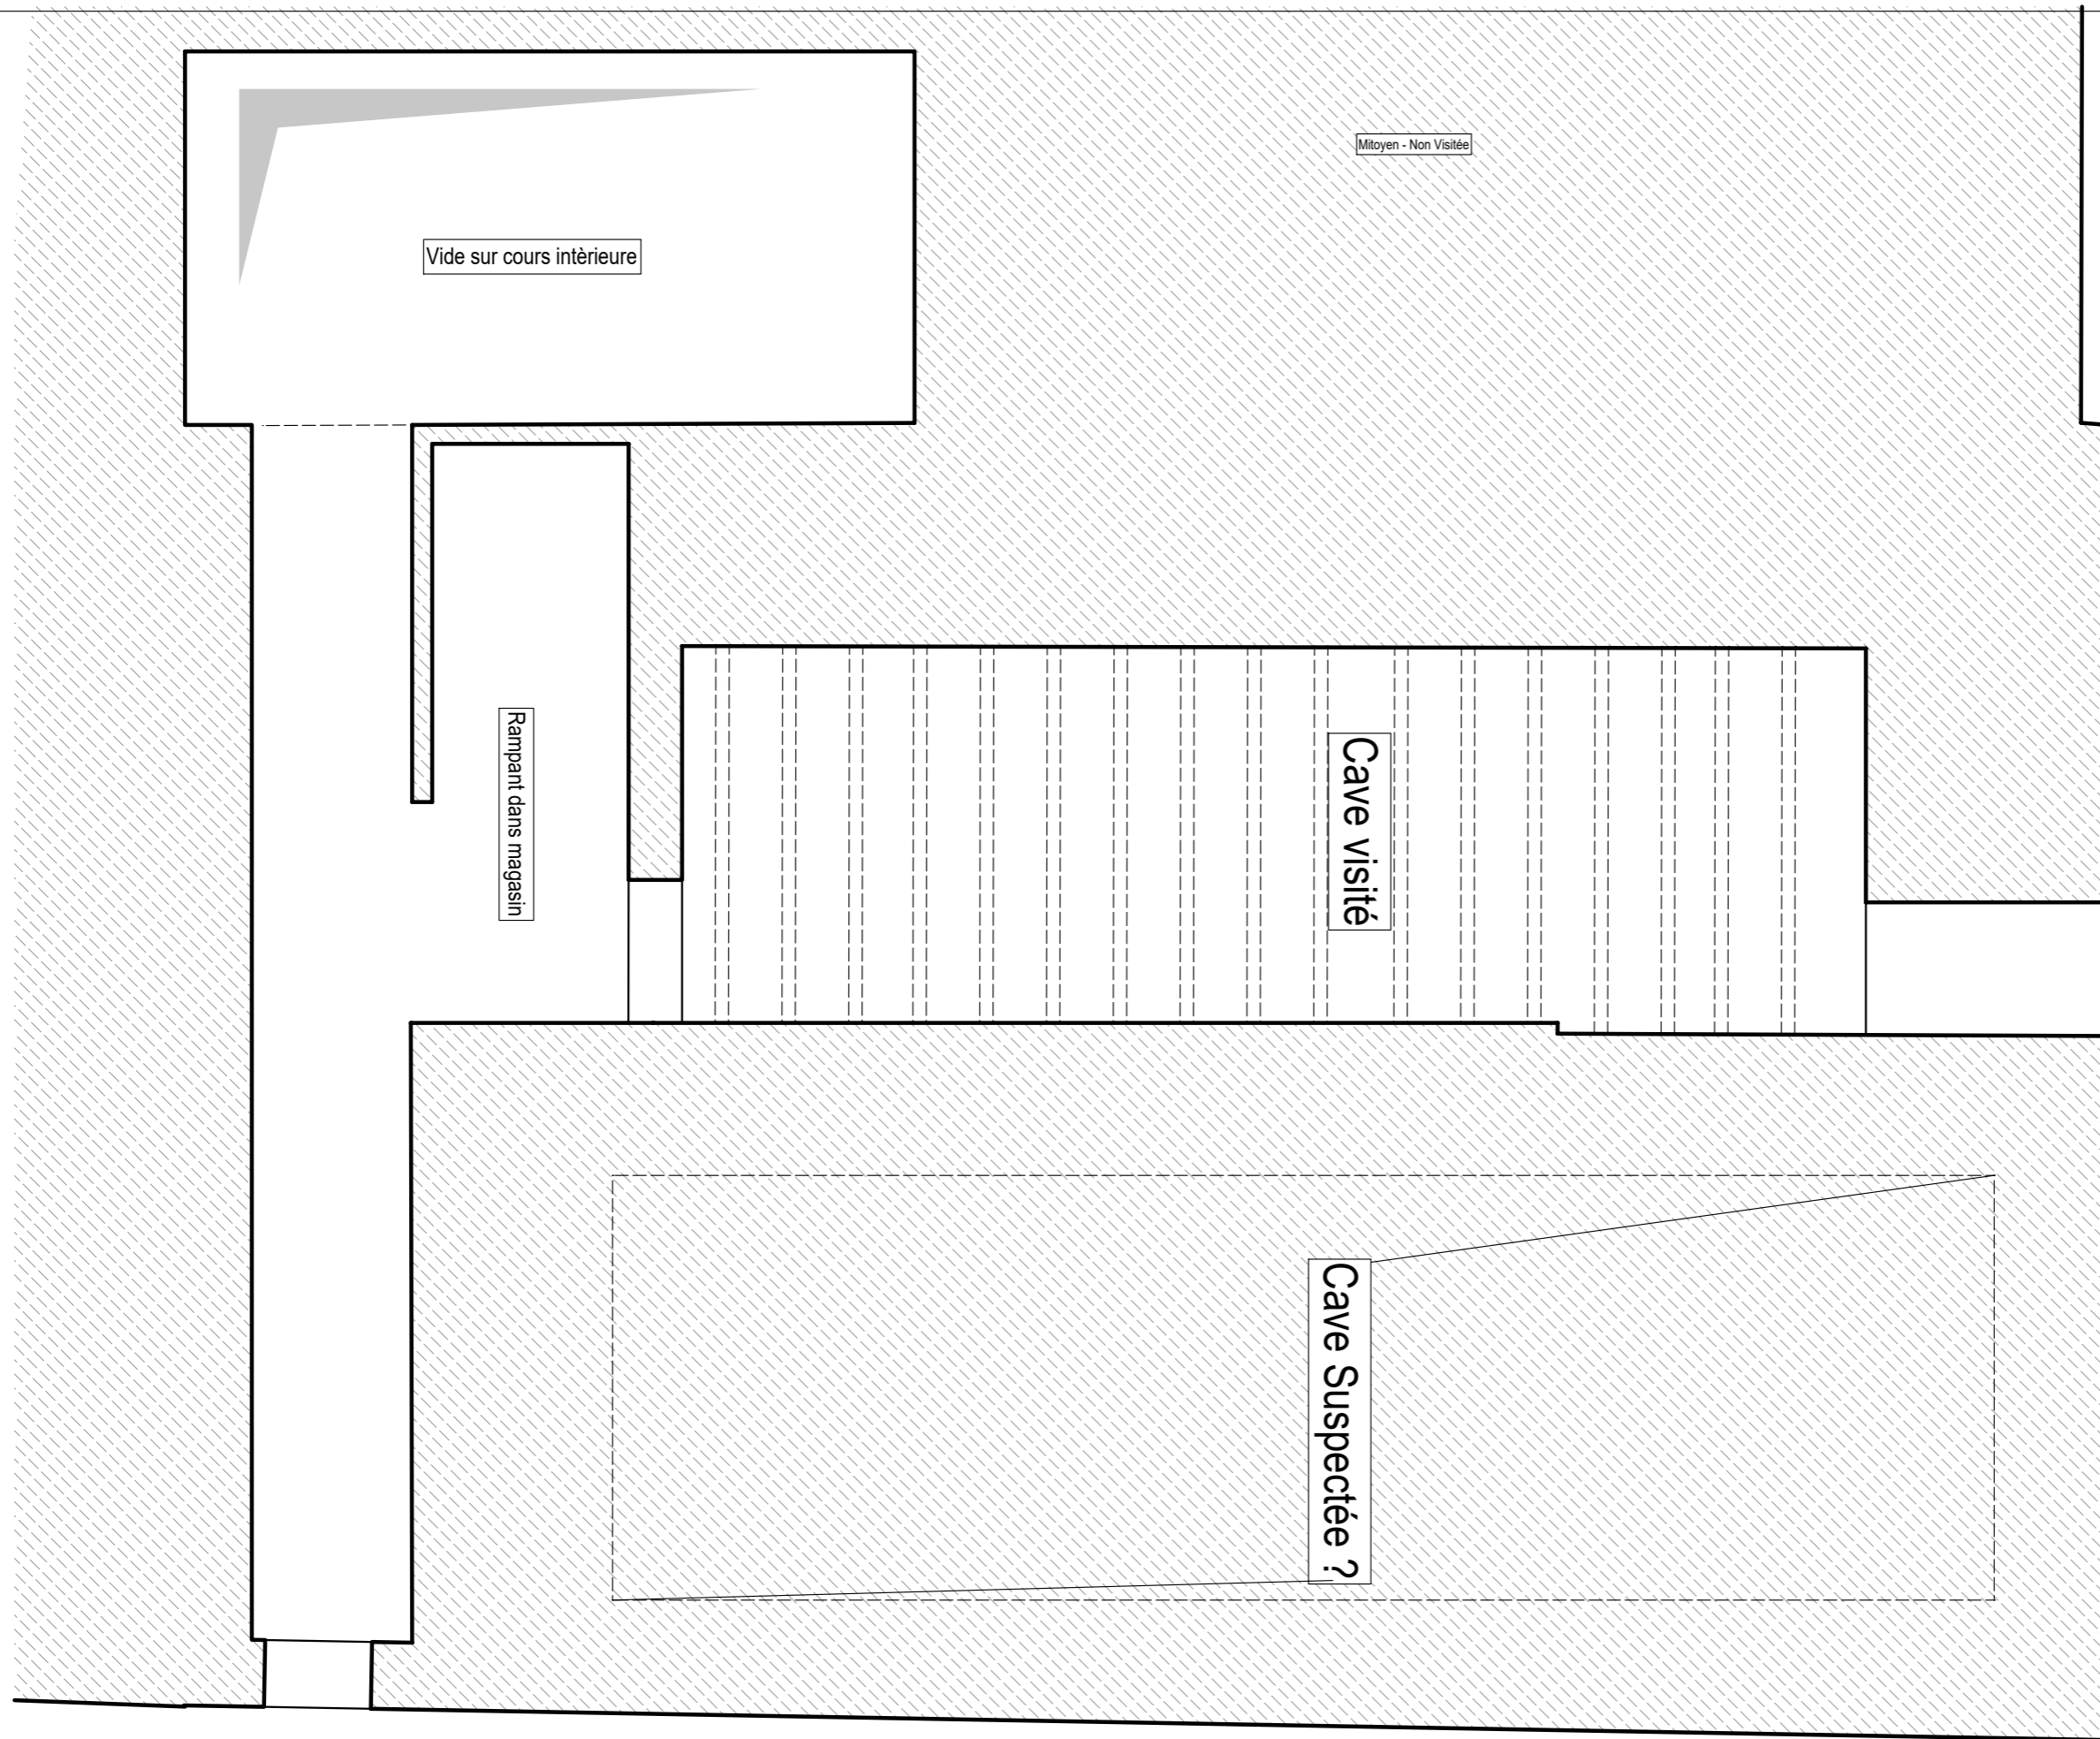 Mitoyen - Non Visitée
Vide sur cours intèrieure
Rampant dans magasin
Cave visité
Cave Suspectée ?